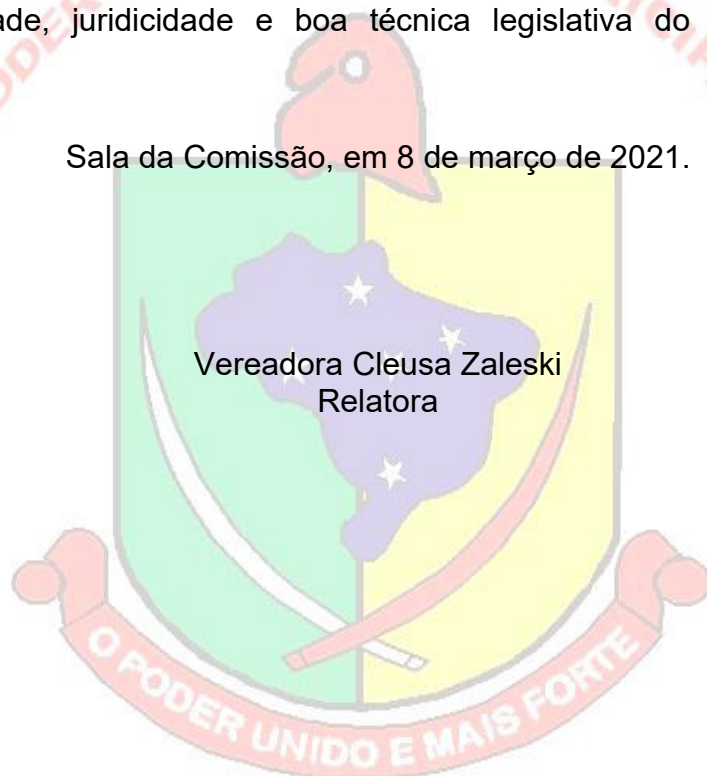 ade, juridicidade e boa técnica legislativa do
Sala da Comissão, em 8 de março de 2021.
Vereadora Cleusa Zaleski
Relatora
O PODER UNIDO E MAIS FORTE